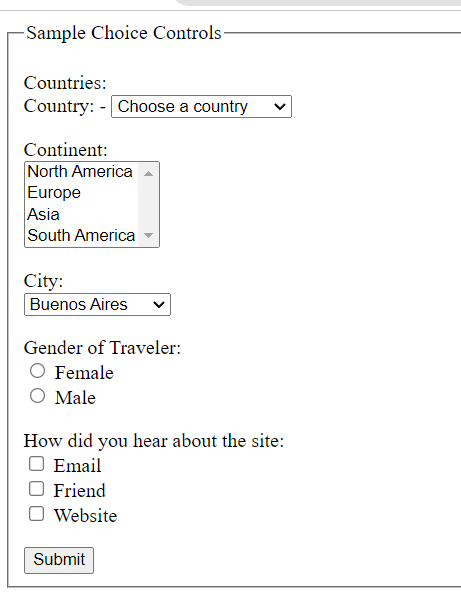 Sample Choice Controls
Countries:
Country: - Choose a country
Continent:
North America
Europe
Asia
South America
City:
Buenos Aires
Gender of Traveler:
Female
Male
How did you hear about the site:
Email
Friend
Website
Submit